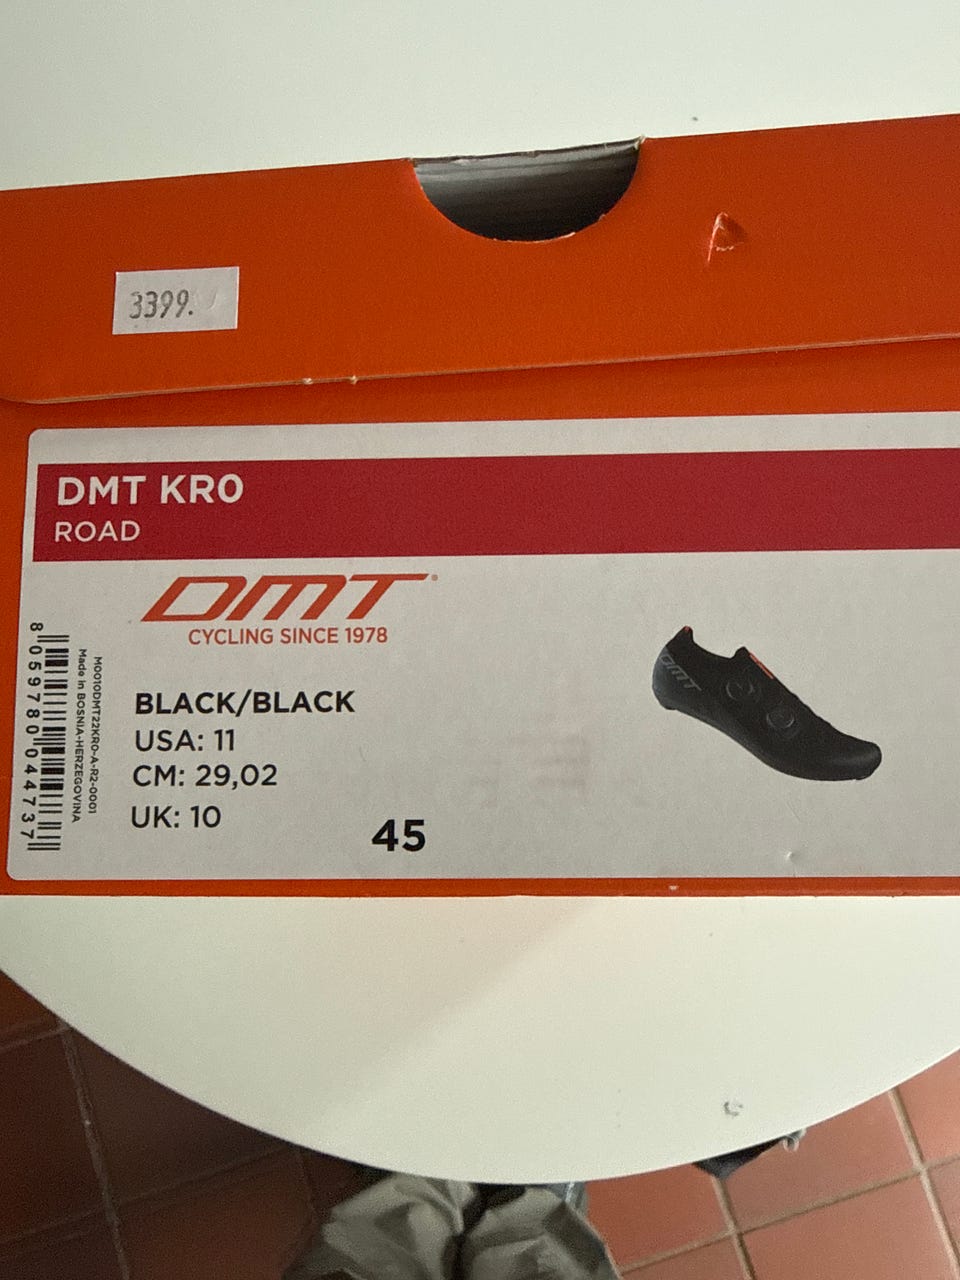 3399.
DMT KR0
ROAD
DMT
CYCLING SINCE 1978
BLACK/BLACK
USA: 11
CM: 29,02
UK: 10
45
8 059780 044737
Made in BOSNIA-HERZEGOVINA
M0010DMT22KR0-A-R2-0001
DMT